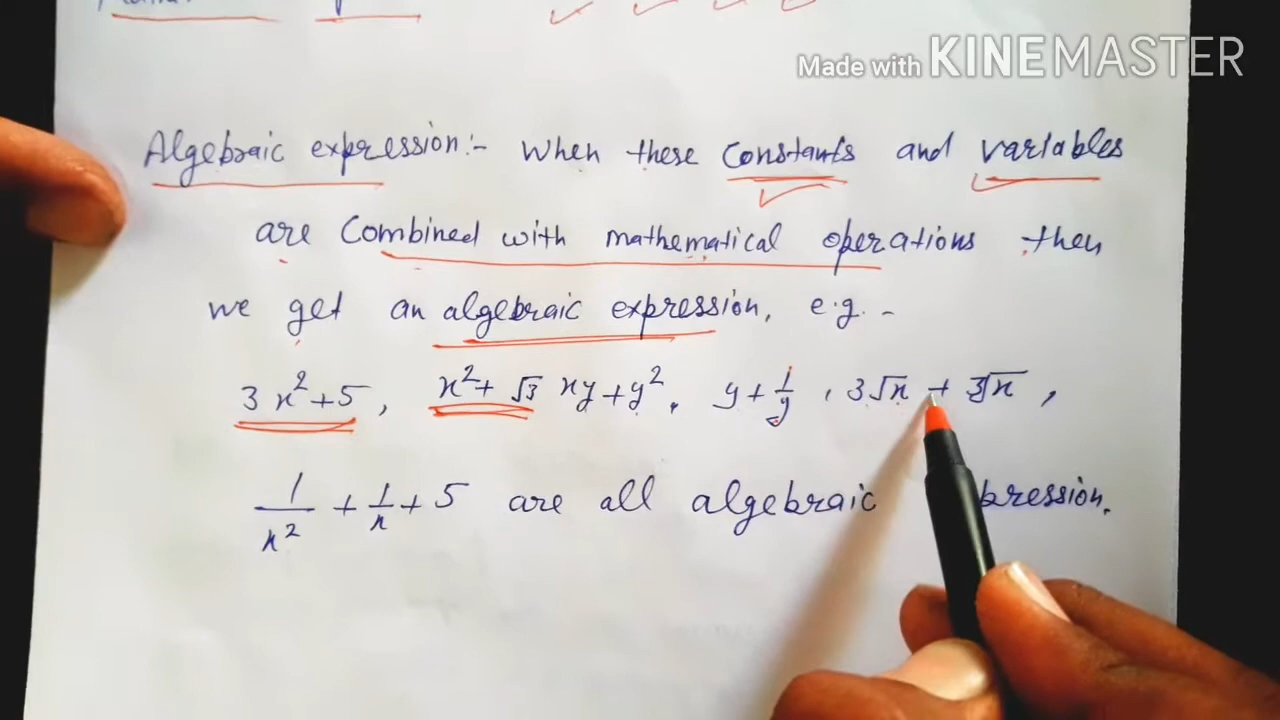 Made with KINEMASTER
Algebraic expression:- When these constants and variables
are combined with mathematical operations then
we get an algebraic expression, e.g. -
3x²+5, x²+√3 xy+y², y+1/y, 3√x + ∛x,
1/x² + 1/x + 5 are all algebraic pression.